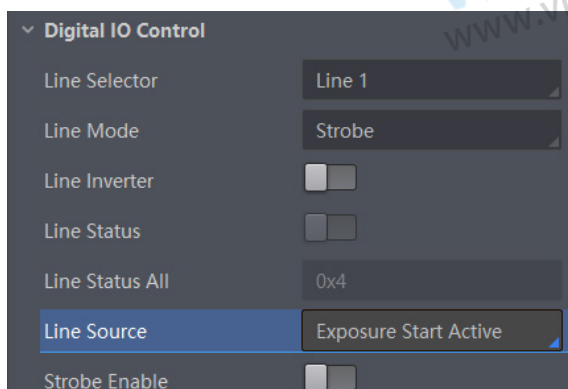 Digital IO Control
Line Selector Line 1
Line Mode Strobe
Line Inverter
Line Status
Line Status All 0x4
Line Source Exposure Start Active
Strobe Enable